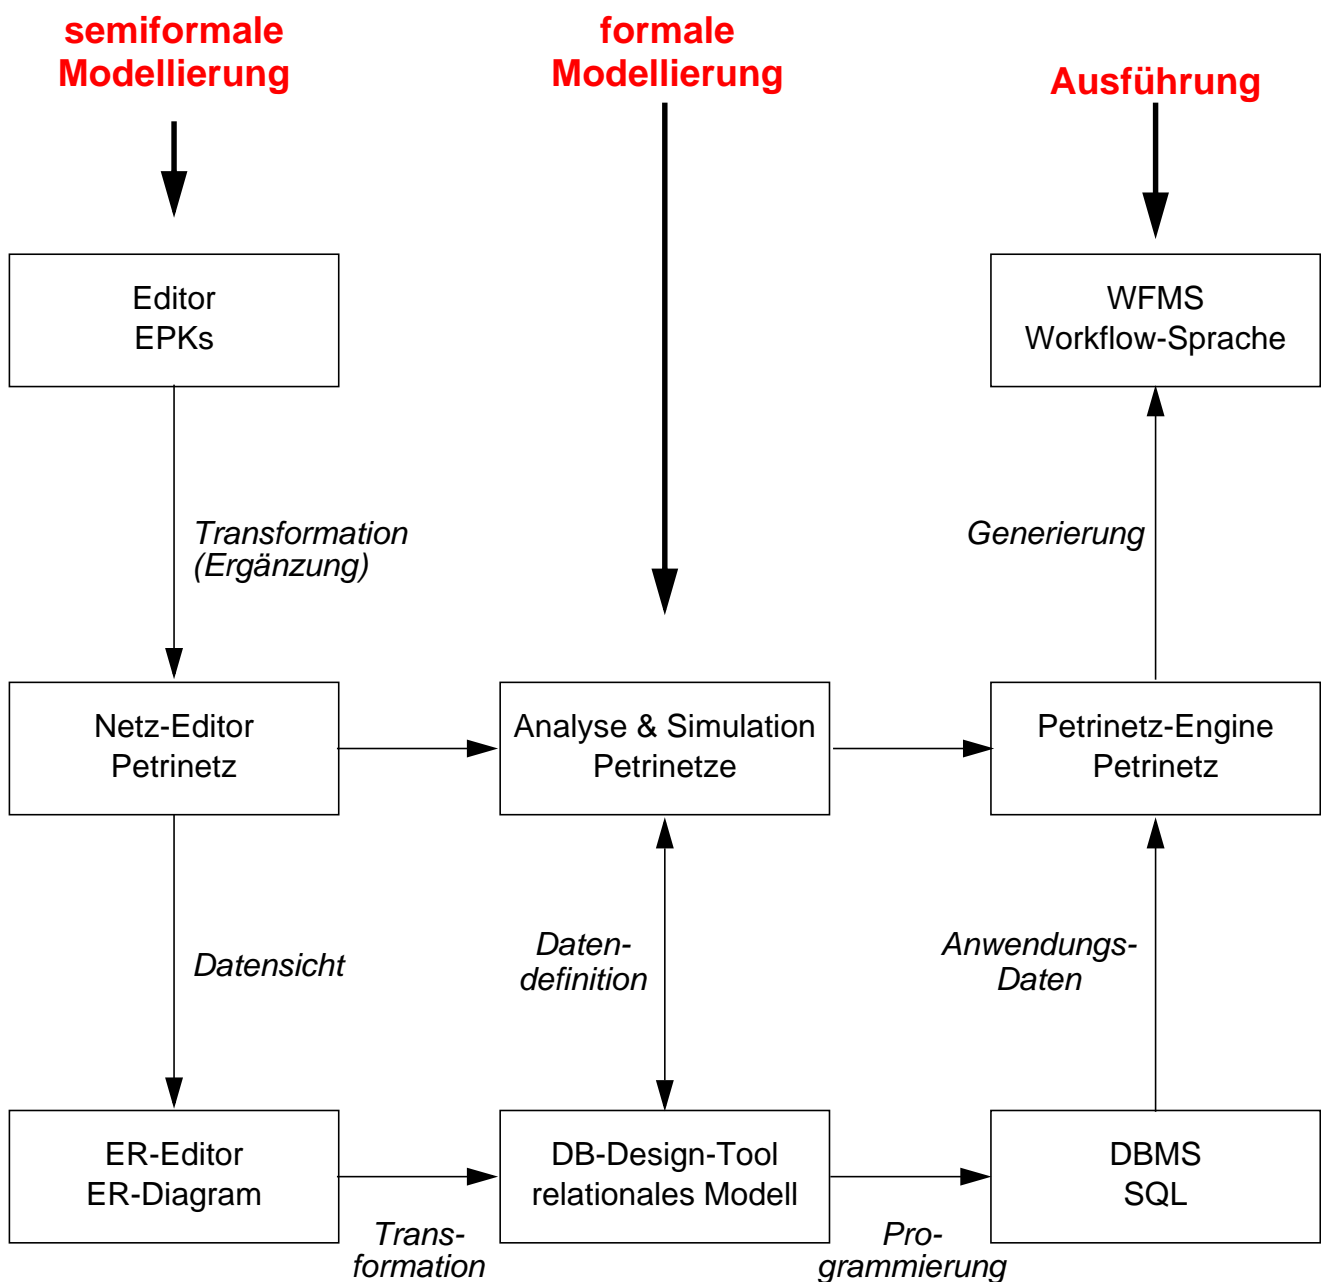 semiformale
Modellierung
formale
Modellierung
Ausführung
Editor
EPKs
WFMS
Workflow-Sprache
Transformation
(Ergänzung)
Generierung
Netz-Editor
Petrinetz
Analyse & Simulation
Petrinetze
Petrinetz-Engine
Petrinetz
Datensicht
Daten-
definition
Anwendungs-
Daten
ER-Editor
ER-Diagram
DB-Design-Tool
relationales Modell
DBMS
SQL
Trans-
formation
Pro-
grammierung